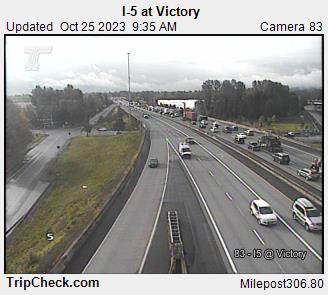 I-5 at Victory
Updated Oct 25 2023 9:35 AM
Camera 83
T
5
83 - I5 @ Victory
TripCheck.com
Milepost306.80